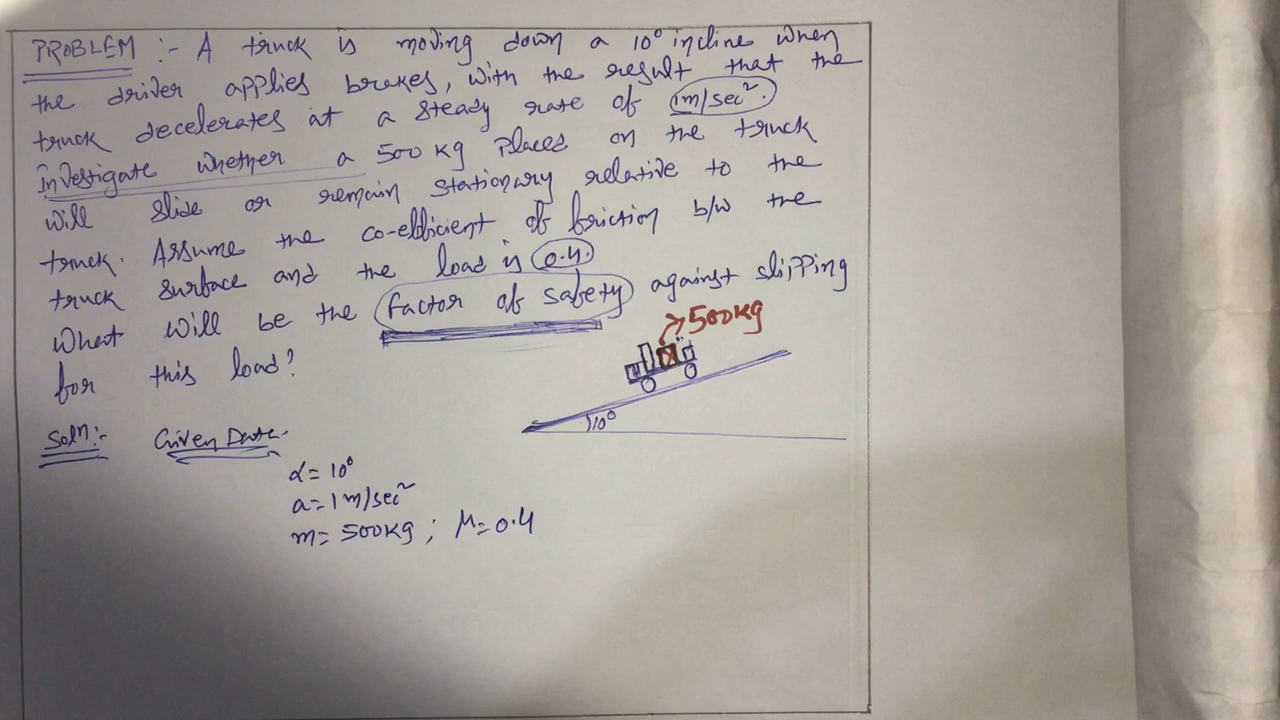 PROBLEM :- A truck is moving down a 10° incline when
the driver applies brakes, with the result that the
truck decelerates at a steady rate of 1m/sec².
Investigate whether a 500 kg places on the truck
will slide or remain stationary relative to the
truck. Assume the co-efficient of friction b/w the
truck surface and the load is 0.4.
What will be the factor of safety against slipping
for this load?
500kg
10°
Soln:- Given Data-
α = 10°
a = 1 m/sec²
m = 500kg ; μ = 0.4